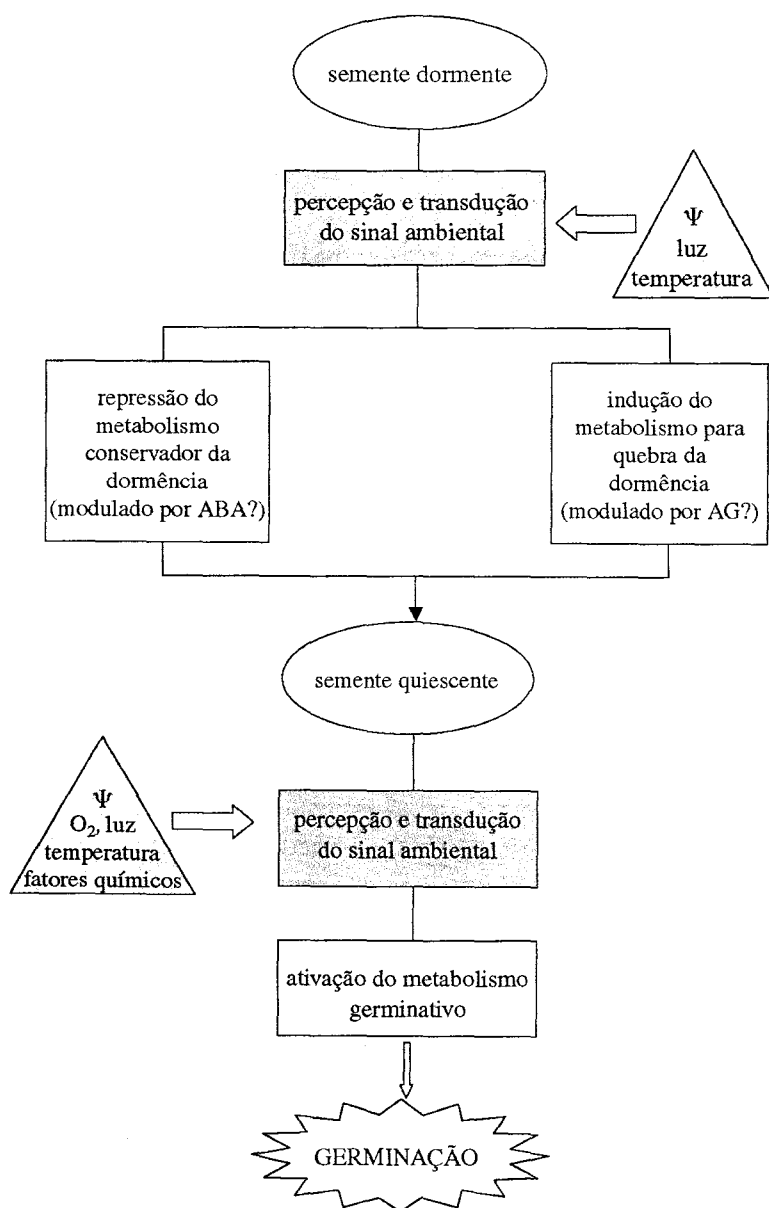 semente dormente
percepção e transdução
do sinal ambiental
Ψ
luz
temperatura
repressão do
metabolismo
conservador da
dormência
(modulado por ABA?)
indução do
metabolismo para
quebra da
dormência
(modulado por AG?)
semente quiescente
Ψ
O₂, luz
temperatura
fatores químicos
percepção e transdução
do sinal ambiental
ativação do metabolismo
germinativo
GERMINAÇÃO